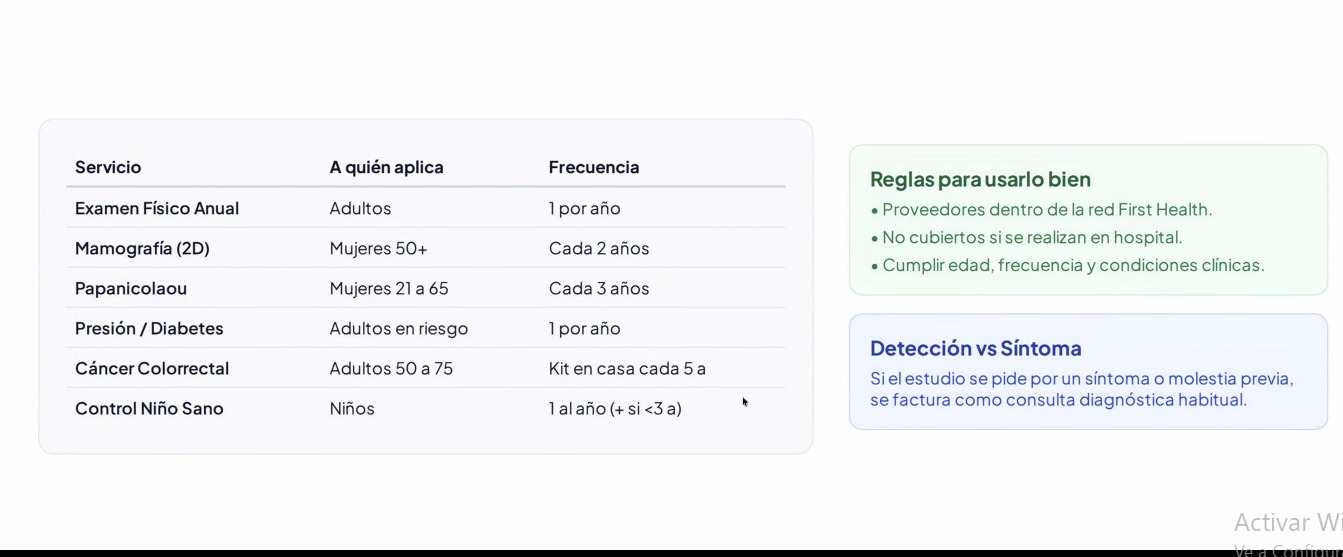 Servicio A quién aplica Frecuencia
Examen Físico Anual Adultos 1 por año
Mamografía (2D) Mujeres 50+ Cada 2 años
Papanicolaou Mujeres 21 a 65 Cada 3 años
Presión / Diabetes Adultos en riesgo 1 por año
Cáncer Colorrectal Adultos 50 a 75 Kit en casa cada 5 a
Control Niño Sano Niños 1 al año (+ si <3 a)
Reglas para usarlo bien
• Proveedores dentro de la red First Health.
• No cubiertos si se realizan en hospital.
• Cumplir edad, frecuencia y condiciones clínicas.
Detección vs Síntoma
Si el estudio se pide por un síntoma o molestia previa,
se factura como consulta diagnóstica habitual.
Activar Wi
Ve a